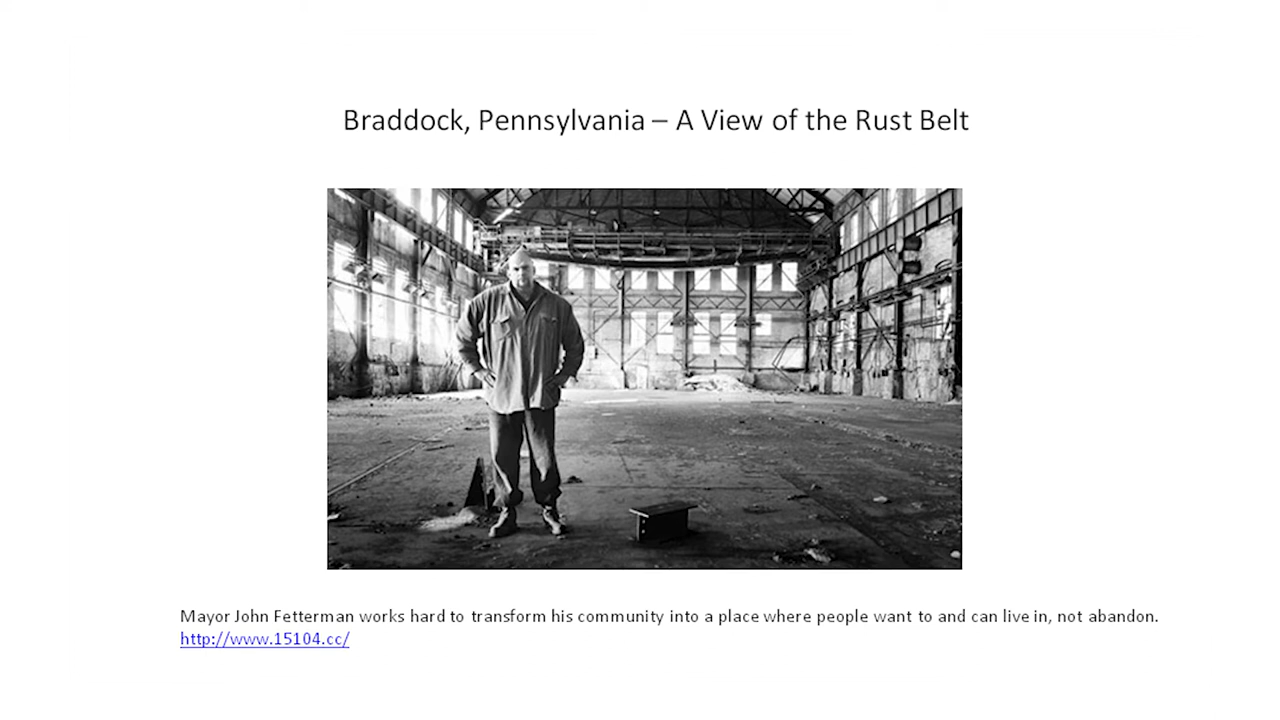 Braddock, Pennsylvania – A View of the Rust Belt
Mayor John Fetterman works hard to transform his community into a place where people want to and can live in, not abandon.
http://www.15104.cc/